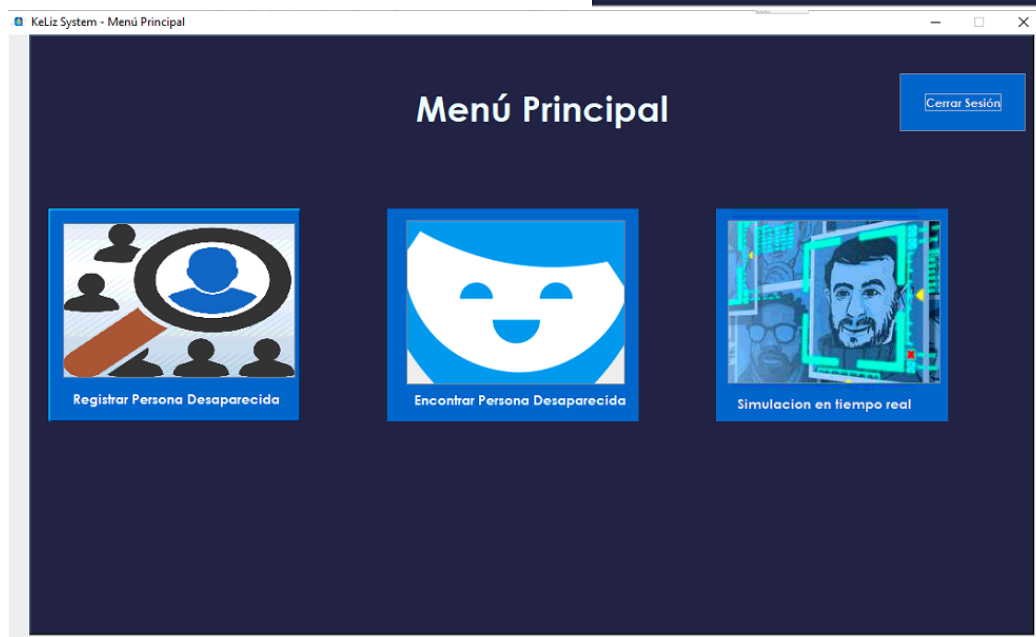 KeLiz System - Menú Principal
Menú Principal
Cerrar Sesión
Registrar Persona Desaparecida
Encontrar Persona Desaparecida
Simulacion en tiempo real